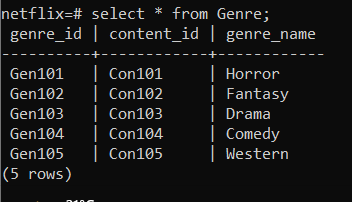 netflix=# select * from Genre;
genre_id | content_id | genre_name
----------+------------+------------
Gen101 | Con101 | Horror
Gen102 | Con102 | Fantasy
Gen103 | Con103 | Drama
Gen104 | Con104 | Comedy
Gen105 | Con105 | Western
(5 rows)